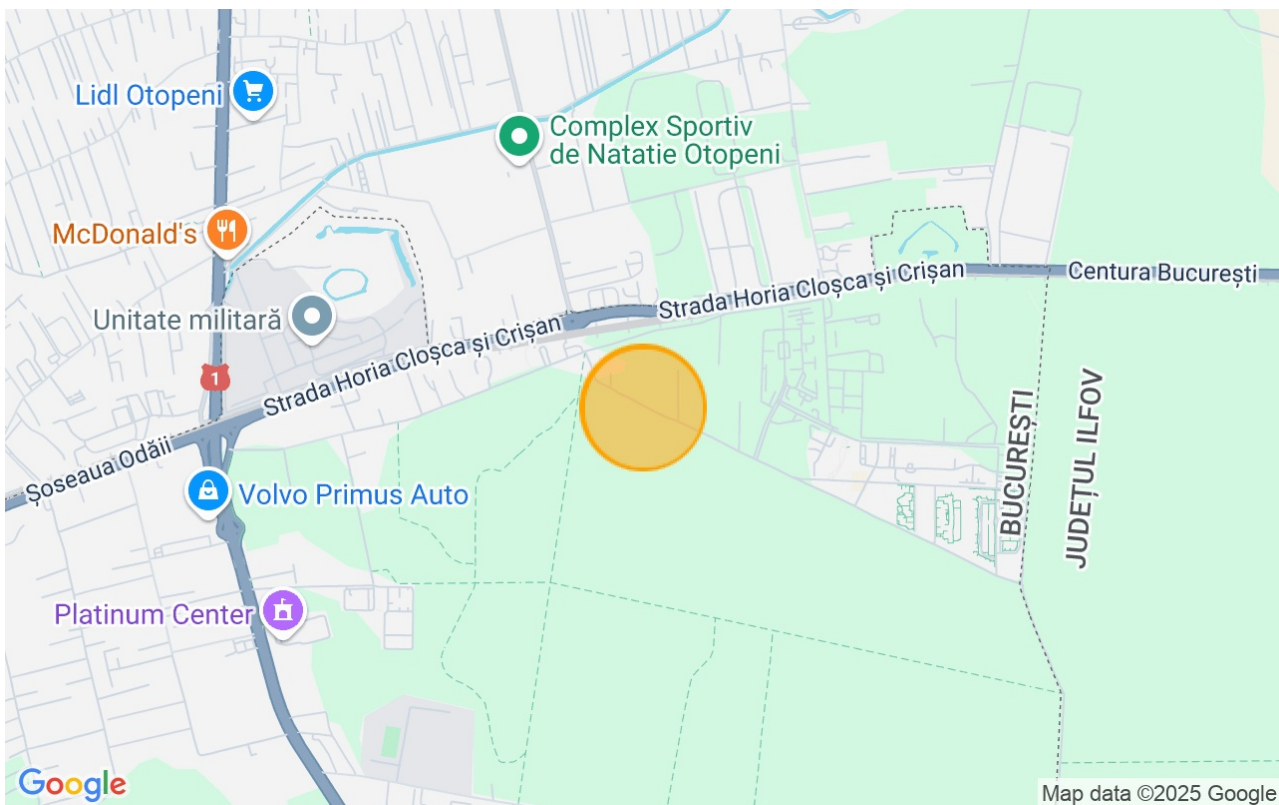 Lidl Otopeni
Complex Sportiv
de Natatie Otopeni
McDonald's
Strada Horia Cloșca și Crișan
Centura București
Unitate militară
Strada Horia Cloșca și Crișan
1
BUCUREȘTI
JUDEȚUL ILFOV
Șoseaua Odăii
Volvo Primus Auto
Platinum Center
Google
Map data ©2025 Google